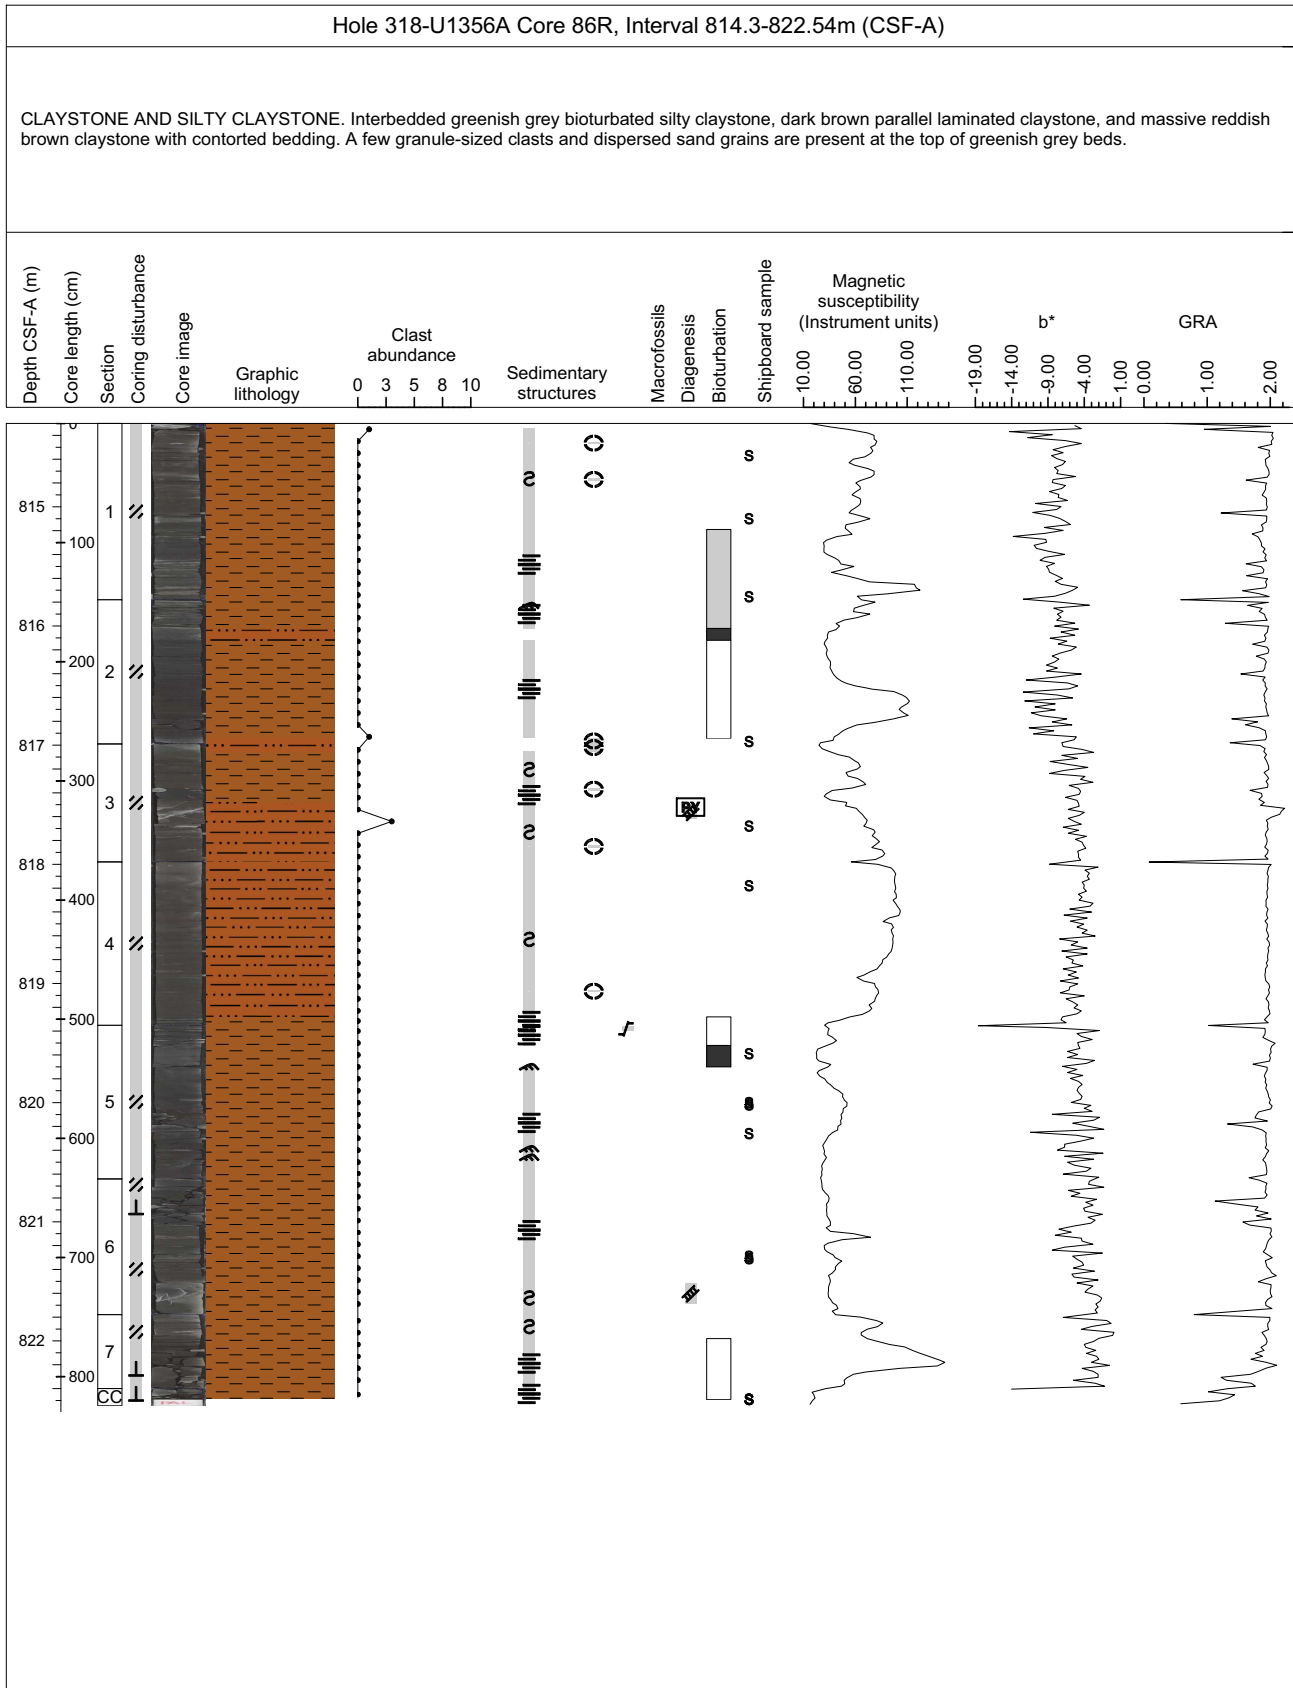 Hole 318-U1356A Core 86R, Interval 814.3-822.54m (CSF-A)
CLAYSTONE AND SILTY CLAYSTONE. Interbedded greenish grey bioturbated silty claystone, dark brown parallel laminated claystone, and massive reddish
brown claystone with contorted bedding. A few granule-sized clasts and dispersed sand grains are present at the top of greenish grey beds.
Depth CSF-A (m)
Core length (cm)
Section
Coring disturbance
Core image
Graphic
lithology
Clast
abundance
0 3 5 8 10
Sedimentary
structures
Macrofossils
Diagenesis
Bioturbation
Shipboard sample
Magnetic
susceptibility
(Instrument units)
10.00 60.00 110.00
b*
-19.00 -14.00 -9.00 -4.00 1.00
GRA
0.00 1.00 2.00
815
816
817
818
819
820
821
822
0
100
200
300
400
500
600
700
800
1
2
3
4
5
6
7
CC
PY
S
S
S
S
S
S
S
S
S